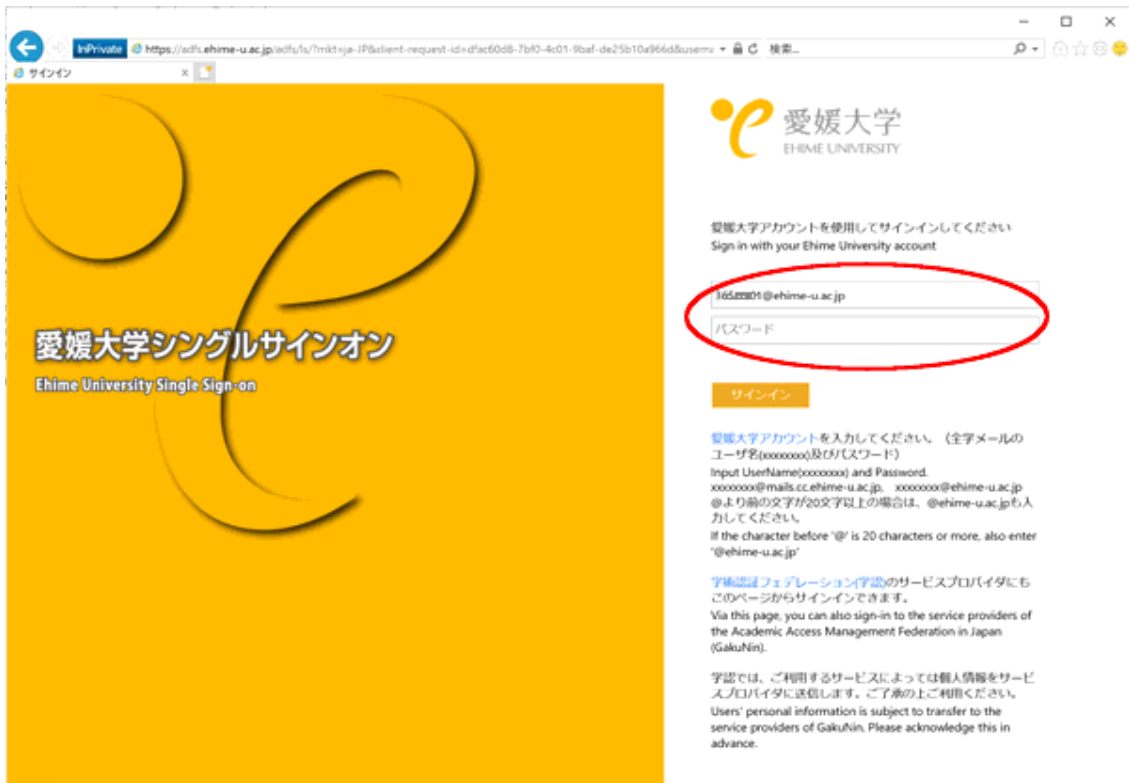 InPrivate
https://adfs.ehime-u.ac.jp/adfs/ls/?mkt=ja-JP&client-request-id=dfac60d8-7bf0-4c01-9baf-de25b10a966d&userna
検索...
サインイン
愛媛大学
EHIME UNIVERSITY
愛媛大学アカウントを使用してサインインしてください
Sign in with your Ehime University account
@ehime-u.ac.jp
パスワード
愛媛大学シングルサインオン
Ehime University Single Sign-on
サインイン
愛媛大学アカウントを入力してください。（全学メールの
ユーザ名(xxxxxxxx)及びパスワード）
Input UserName(xxxxxxxx) and Password.
xxxxxxxx@mails.cc.ehime-u.ac.jp, xxxxxxxx@ehime-u.ac.jp
@より前の文字が20文字以上の場合は、@ehime-u.ac.jpも入
力してください。
If the character before '@' is 20 characters or more, also enter
'@ehime-u.ac.jp'
学術認証フェデレーション(学認)のサービスプロバイダにも
このページからサインインできます。
Via this page, you can also sign-in to the service providers of
the Academic Access Management Federation in Japan
(GakuNin).
学認では、ご利用するサービスによっては個人情報をサービ
スプロバイダに送信します。ご了承の上ご利用ください。
Users' personal information is subject to transfer to the
service providers of GakuNin. Please acknowledge this in
advance.